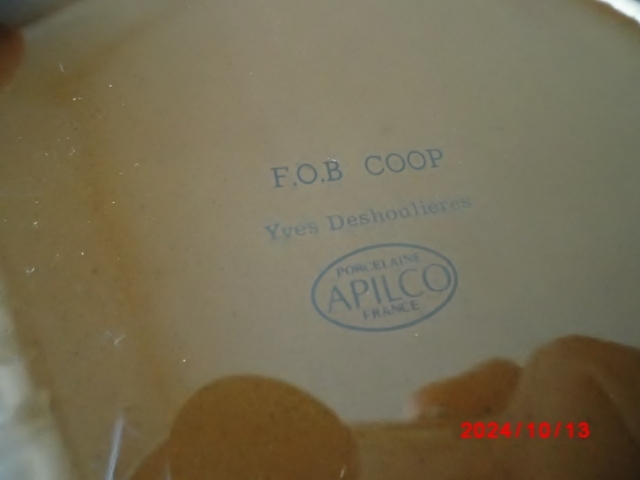 F.O.B COOP
Yves Deshoulieres
PORCELAINE
APILCO
FRANCE
2024/10/13